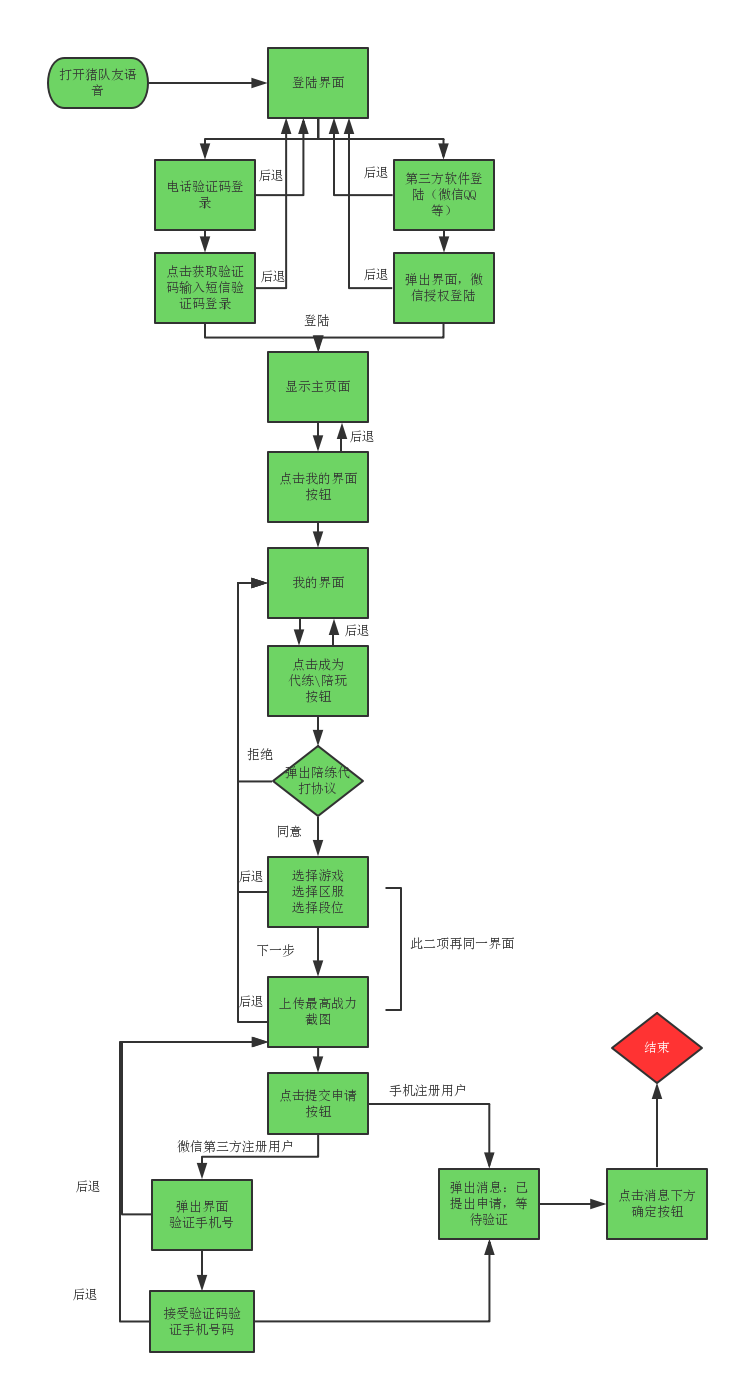 打开猪队友语
音
登陆界面
电话验证码登
录
后退
后退
第三方软件登
陆（微信QQ
等）
点击获取验证
码输入短信验
证码登录
后退
后退
弹出界面，微
信授权登陆
登陆
显示主页面
后退
点击我的界面
按钮
我的界面
后退
点击成为
代练\陪玩
按钮
拒绝
弹出陪练代
打协议
同意
后退
选择游戏
选择区服
选择段位
此二项再同一界面
下一步
后退
上传最高战力
截图
结束
点击提交申请
按钮
手机注册用户
微信第三方注册用户
后退
弹出界面
验证手机号
弹出消息：已
提出申请，等
待验证
点击消息下方
确定按钮
后退
接受验证码验
证手机号码